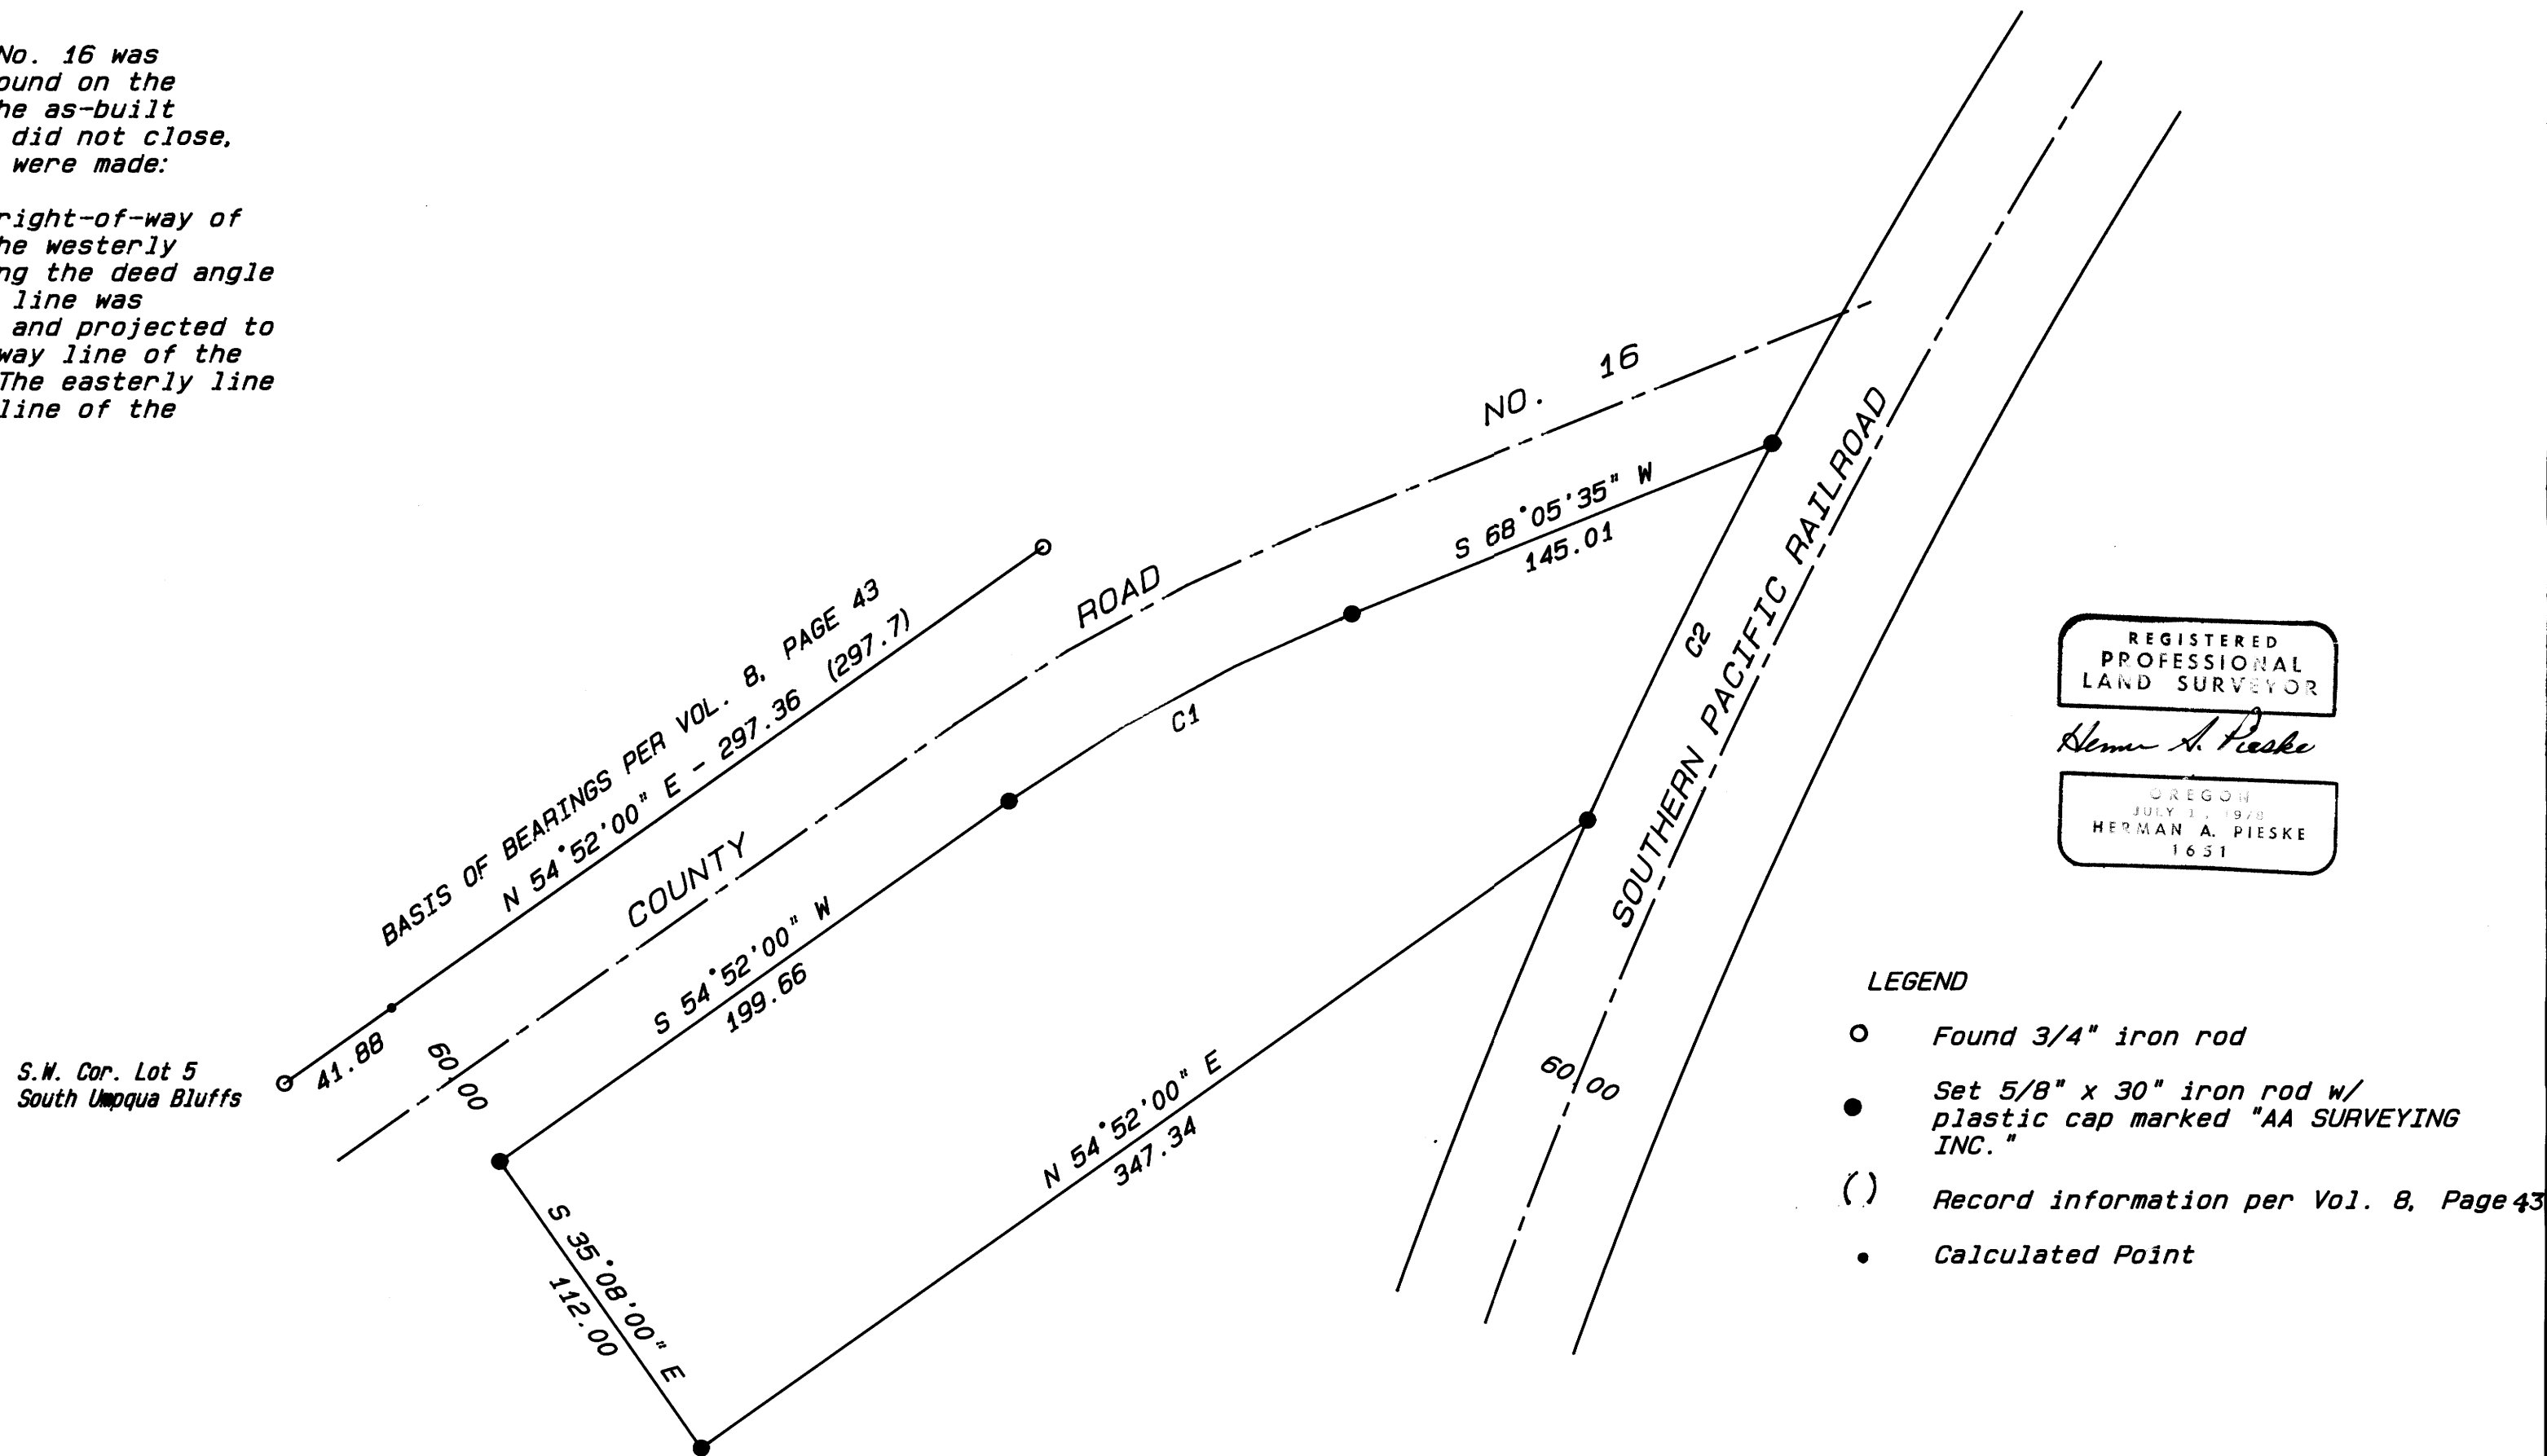 No. 16 was
ound on the
he as-built
did not close,
were made:
right-of-way of
he westerly
ng the deed angle
line was
and projected to
way line of the
The easterly line
line of the
BASIS OF BEARINGS PER VOL. 8, PAGE 43
N 54°52'00" E - 297.36 (297.7)
41.88
S.W. Cor. Lot 5
South Umpqua Bluffs
COUNTY ROAD NO. 16
60.00
S 54°52'00" W
199.66
C1
S 68°05'35" W
145.01
C2
SOUTHERN PACIFIC RAILROAD
60.00
N 54°52'00" E
347.34
S 35°08'00" E
112.00
REGISTERED
PROFESSIONAL
LAND SURVEYOR
Herman A. Pieske
OREGON
JULY 1978
HERMAN A. PIESKE
1651
LEGEND
Found 3/4" iron rod
Set 5/8" x 30" iron rod w/
plastic cap marked "AA SURVEYING
INC."
( ) Record information per Vol. 8, Page 43
Calculated Point